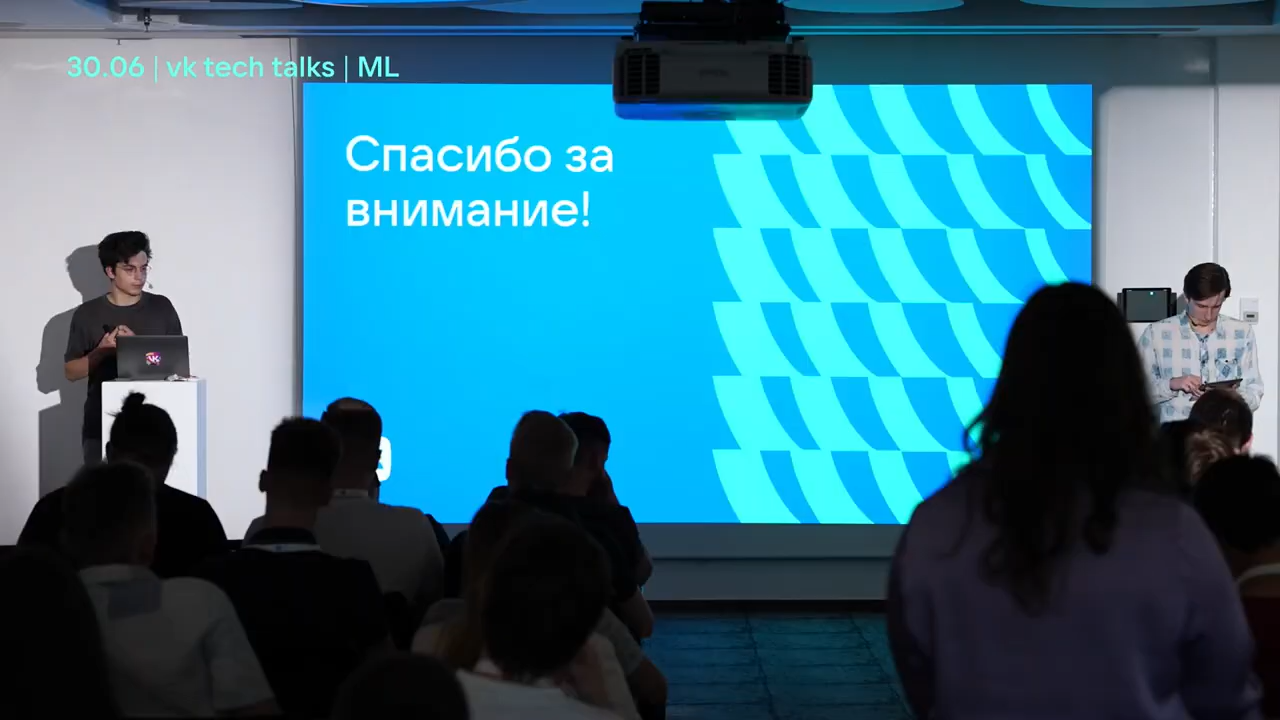 30.06 | vk tech talks | ML
Спасибо за
внимание!